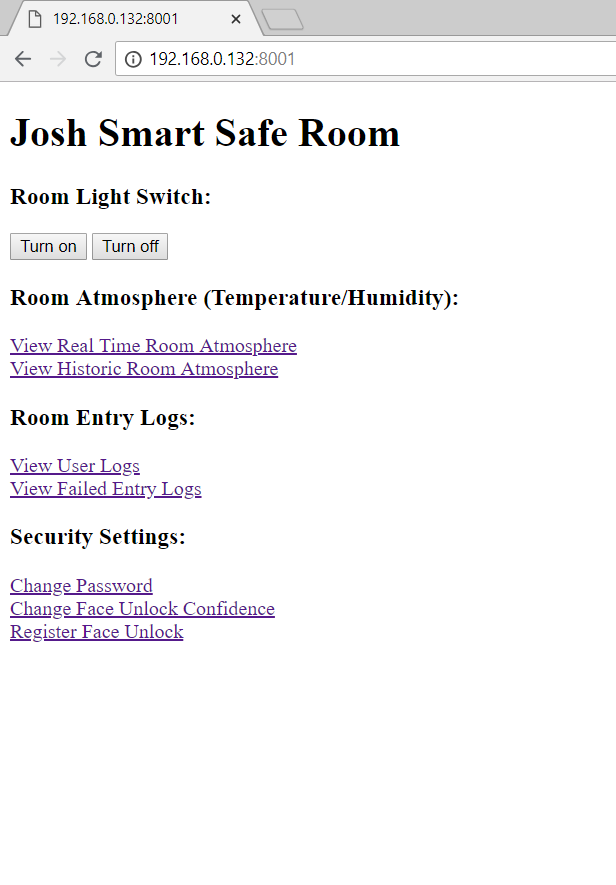 192.168.0.132:8001
192.168.0.132:8001
Josh Smart Safe Room
Room Light Switch:
Turn on Turn off
Room Atmosphere (Temperature/Humidity):
View Real Time Room Atmosphere
View Historic Room Atmosphere
Room Entry Logs:
View User Logs
View Failed Entry Logs
Security Settings:
Change Password
Change Face Unlock Confidence
Register Face Unlock